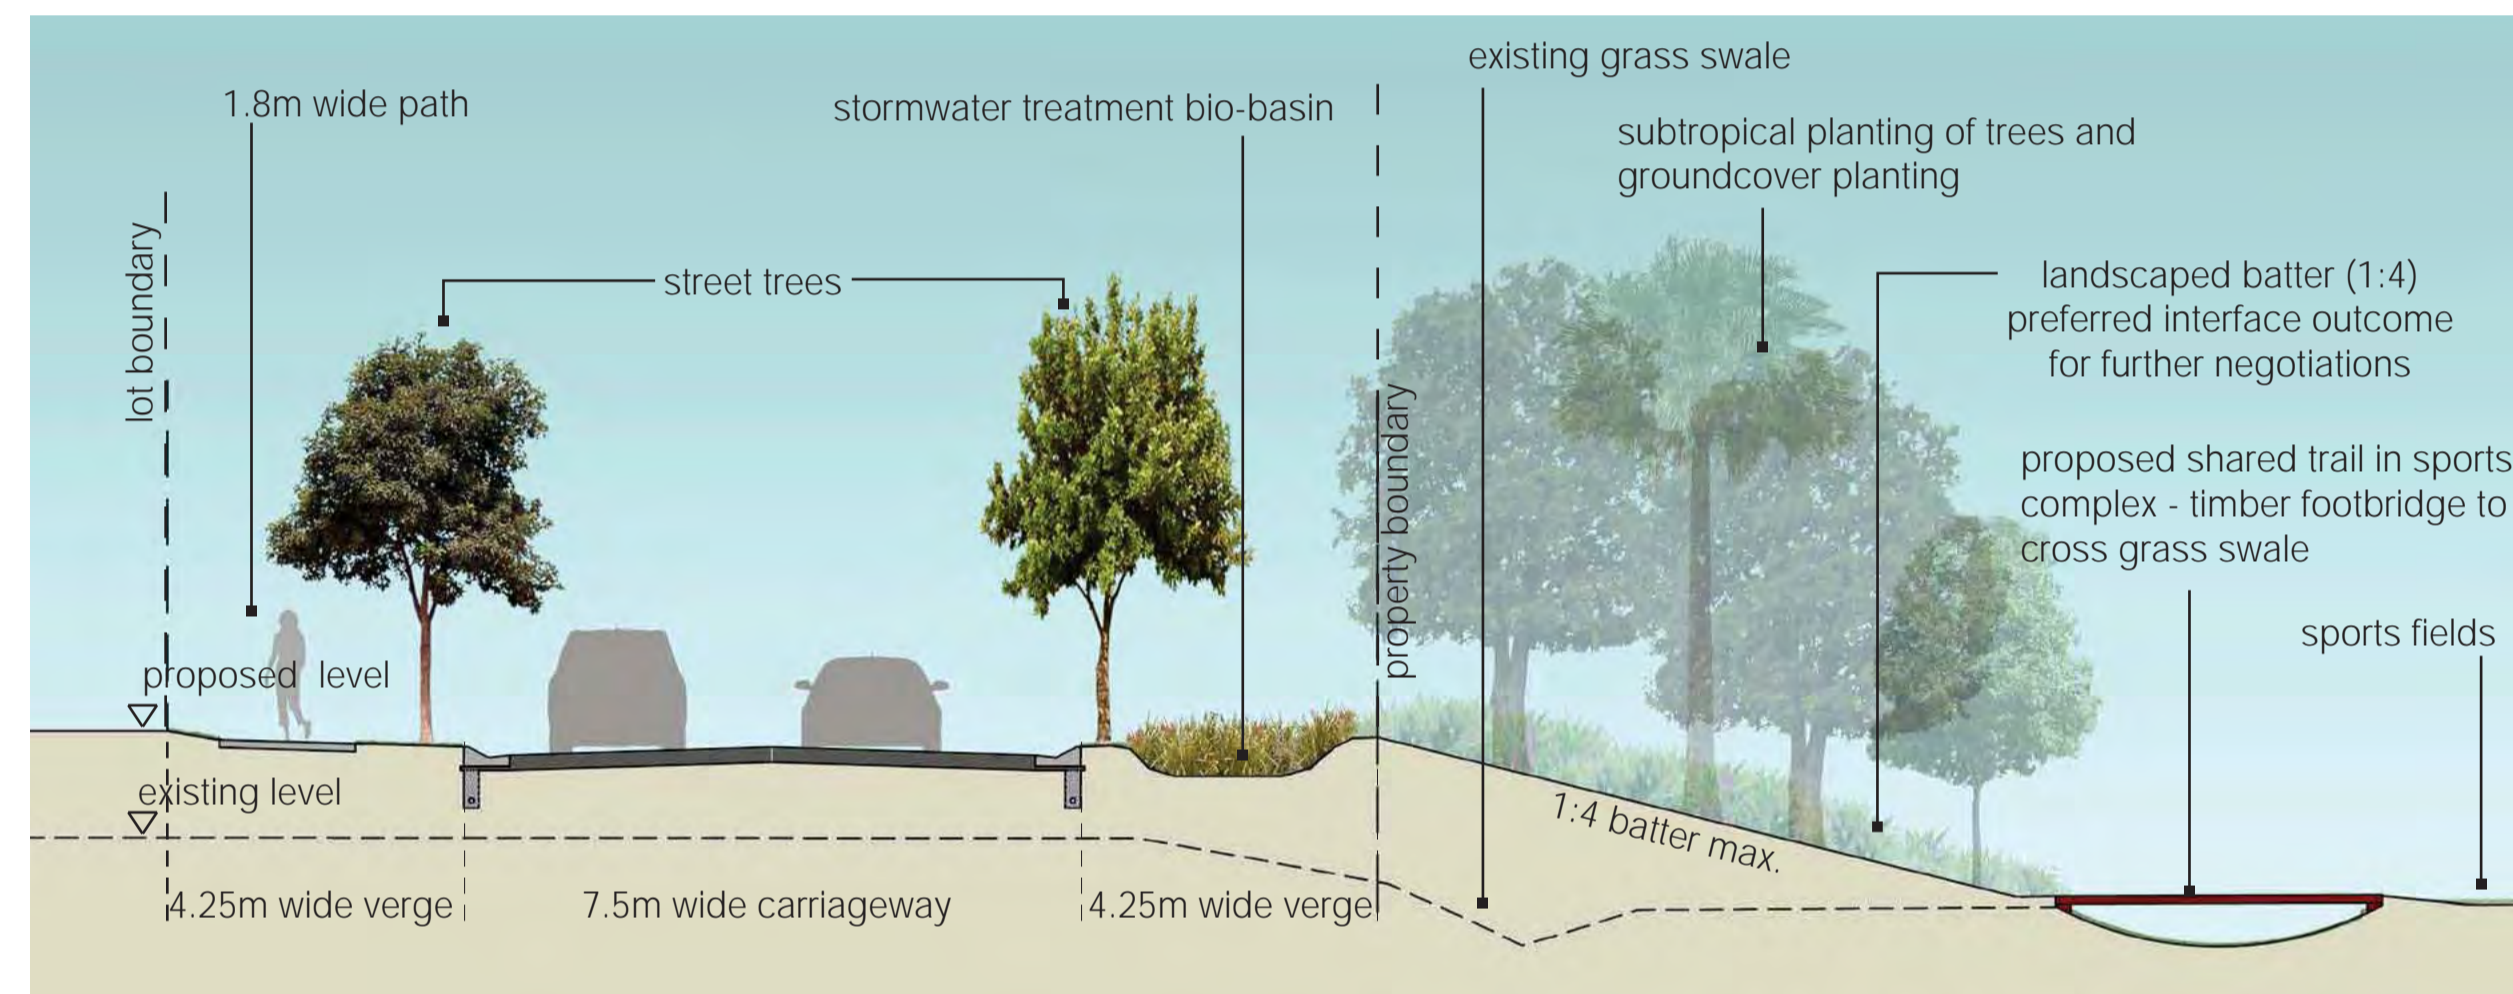 existing grass swale
1.8m wide path
stormwater treatment bio-basin
subtropical planting of trees and
groundcover planting
lot boundary
street trees
landscaped batter (1:4)
preferred interface outcome
for further negotiations
property boundary
proposed shared trail in sports
complex - timber footbridge to
cross grass swale
sports fields
proposed level
existing level
1:4 batter max.
4.25m wide verge
7.5m wide carriageway
4.25m wide verge